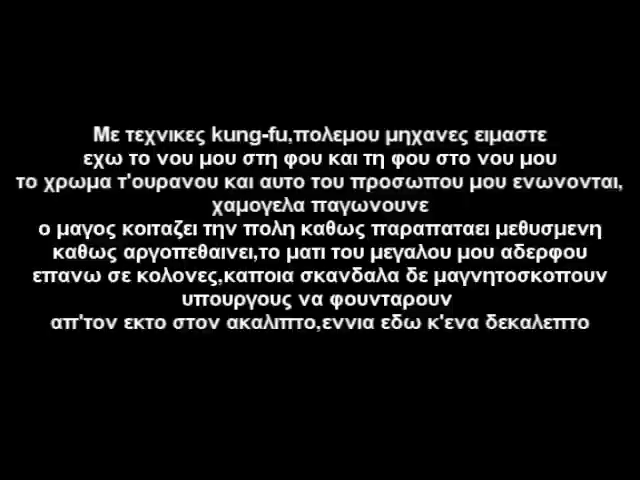 Με τεχνικες kung-fu,πολεμου μηχανες ειμαστε
εχω το νου μου στη φου και τη φου στο νου μου
το χρωμα τ'ουρανου και αυτο του προσωπου μου ενωνονται,
χαμογελα παγωνουνε
ο μαγος κοιταζει την πολη καθως παραπαταει μεθυσμενη
καθως αργοπεθαινει,το ματι του μεγαλου μου αδερφου
επανω σε κολονες,καποια σκανδαλα δε μαγνητοσκοπουν
υπουργους να φουνταρουν
απ'τον εκτο στον ακαλιπτο,εννια εδω κ'ενα δεκαλεπτο